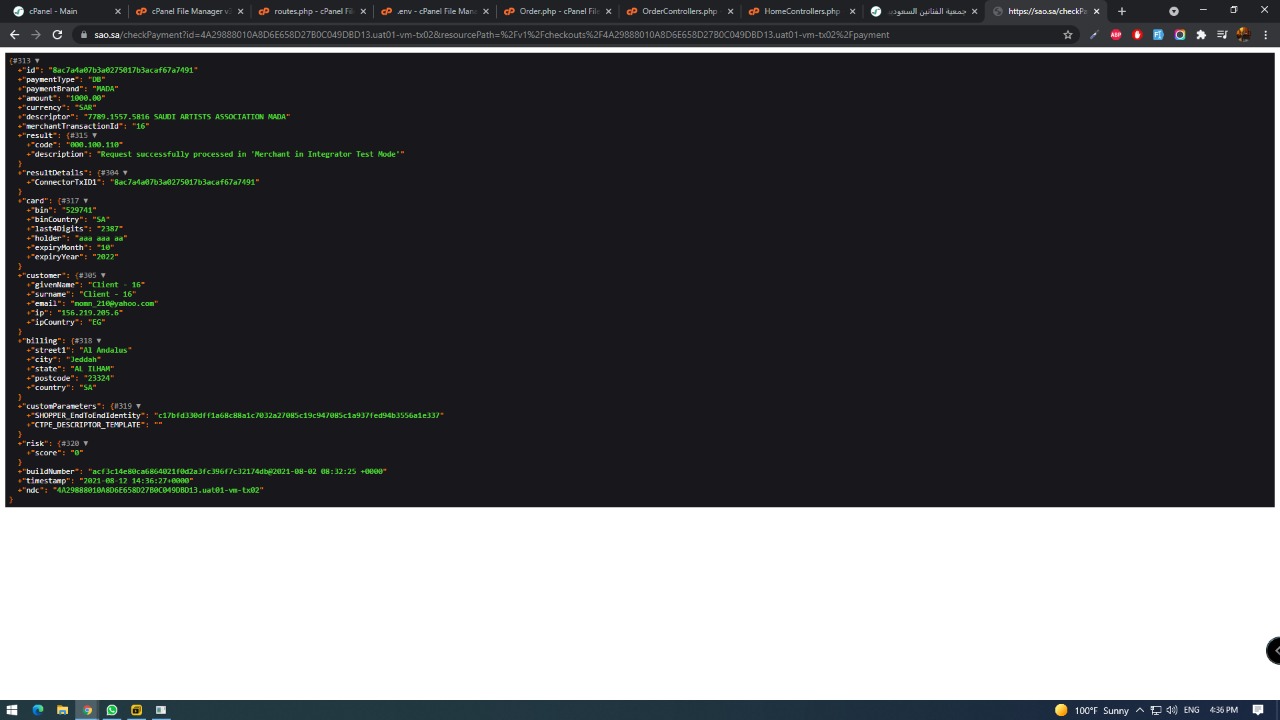 cPanel - Main
cPanel File Manager v3
routes.php - cPanel Fil
.env - cPanel File Mana
Order.php - cPanel File
OrderControllers.php
HomeControllers.php
جمعية الفنانين السعودي
https://sao.sa/checkPa
sao.sa/checkPayment?id=4A29888010A8D6E658D27B0C049DBD13.uat01-vm-tx02&resourcePath=%2Fv1%2Fcheckouts%2F4A29888010A8D6E658D27B0C049DBD13.uat01-vm-tx02%2Fpayment
{#313 ▼
+"id": "8ac7a4a07b3a0275017b3acaf67a7491"
+"paymentType": "DB"
+"paymentBrand": "MADA"
+"amount": "1000.00"
+"currency": "SAR"
+"descriptor": "7789.1557.5816 SAUDI ARTISTS ASSOCIATION MADA"
+"merchantTransactionId": "16"
+"result": {#315 ▼
+"code": "000.100.110"
+"description": "Request successfully processed in 'Merchant in Integrator Test Mode'"
}
+"resultDetails": {#304 ▼
+"ConnectorTxID1": "8ac7a4a07b3a0275017b3acaf67a7491"
}
+"card": {#317 ▼
+"bin": "529741"
+"binCountry": "SA"
+"last4Digits": "2387"
+"holder": "aaa aaa aa"
+"expiryMonth": "10"
+"expiryYear": "2022"
}
+"customer": {#305 ▼
+"givenName": "Client - 16"
+"surname": "Client - 16"
+"email": "momn_210@yahoo.com"
+"ip": "156.219.205.6"
+"ipCountry": "EG"
}
+"billing": {#318 ▼
+"street1": "Al Andalus"
+"city": "Jeddah"
+"state": "AL ILHAM"
+"postcode": "23324"
+"country": "SA"
}
+"customParameters": {#319 ▼
+"SHOPPER_EndToEndIdentity": "c17bfd330dff1a68c88a1c7032a27085c19c947085c1a937fed94b3556a1e337"
+"CTPE_DESCRIPTOR_TEMPLATE": ""
}
+"risk": {#320 ▼
+"score": "0"
}
+"buildNumber": "acf3c14e80ca6864021f0d2a3fc396f7c32174db@2021-08-02 08:32:25 +0000"
+"timestamp": "2021-08-12 14:36:27+0000"
+"ndc": "4A29888010A8D6E658D27B0C049DBD13.uat01-vm-tx02"
}
100°F Sunny
ENG
4:36 PM